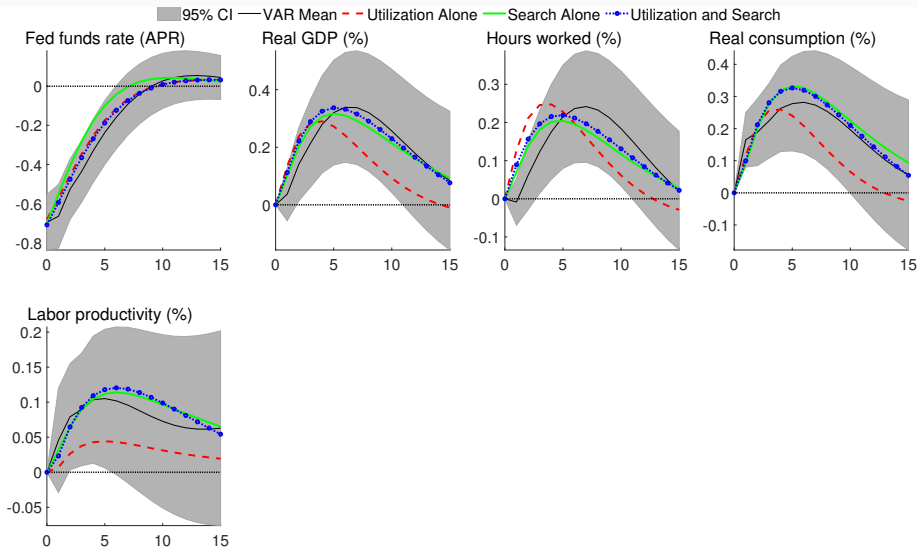 95% CI VAR Mean Utilization Alone Search Alone Utilization and Search
Fed funds rate (APR)
0
-0.2
-0.4
-0.6
-0.8
0 5 10 15
Real GDP (%)
0.4
0.2
0
0 5 10 15
Hours worked (%)
0.3
0.2
0.1
0
-0.1
0 5 10 15
Real consumption (%)
0.4
0.3
0.2
0.1
0
-0.1
0 5 10 15
Labor productivity (%)
0.2
0.15
0.1
0.05
0
-0.05
0 5 10 15